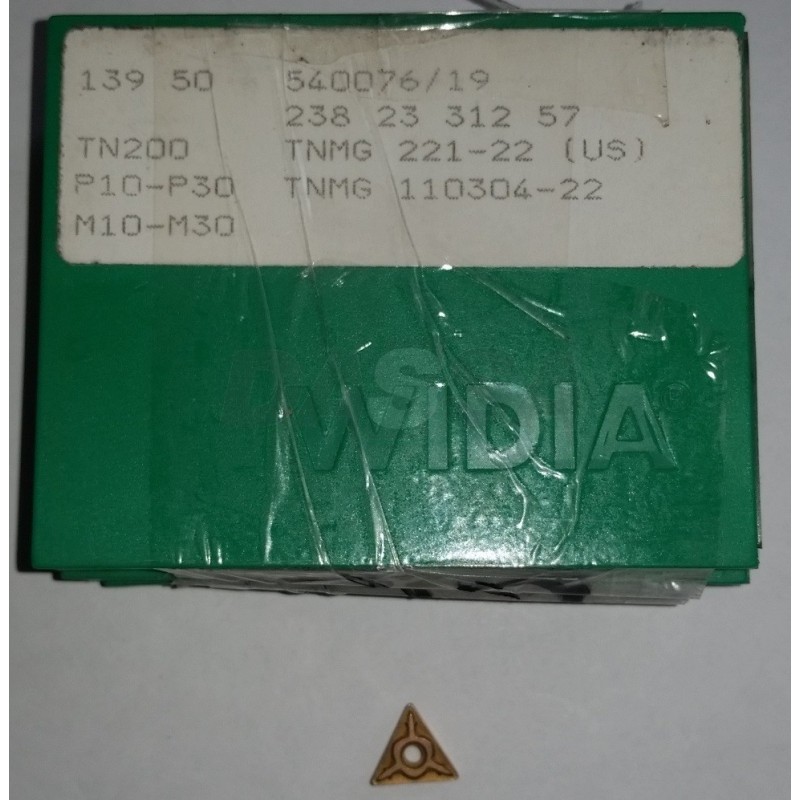 139 50 540076/19
238 23 312 57
TN200 TNMG 221-22 (US)
P10-P30 TNMG 110304-22
M10-M30
WIDIA